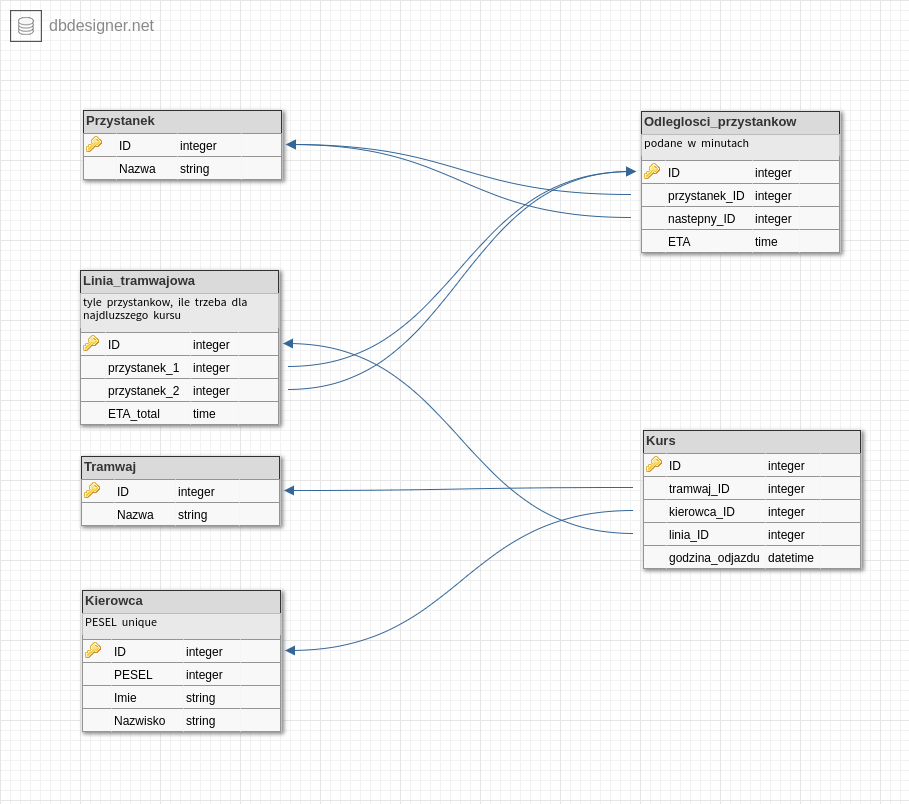 dbdesigner.net
Przystanek
ID integer
Nazwa string
Odleglosci_przystankow
podane w minutach
ID integer
przystanek_ID integer
nastepny_ID integer
ETA time
Linia_tramwajowa
tyle przystankow, ile trzeba dla
najdluzszego kursu
ID integer
przystanek_1 integer
przystanek_2 integer
ETA_total time
Tramwaj
ID integer
Nazwa string
Kurs
ID integer
tramwaj_ID integer
kierowca_ID integer
linia_ID integer
godzina_odjazdu datetime
Kierowca
PESEL unique
ID integer
PESEL integer
Imie string
Nazwisko string